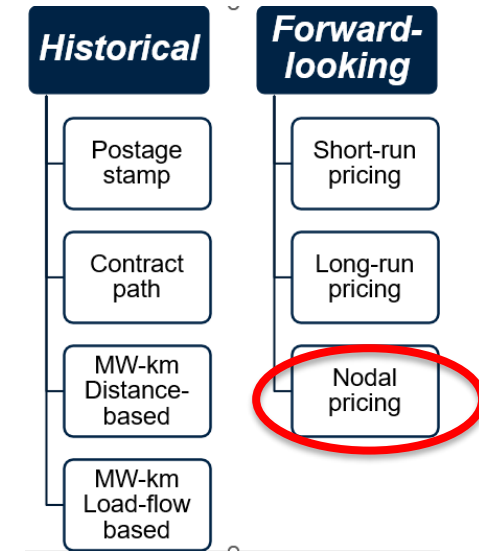 Historical
Postage
stamp
Contract
path
MW-km
Distance-
based
MW-km
Load-flow
based
Forward-
looking
Short-run
pricing
Long-run
pricing
Nodal
pricing